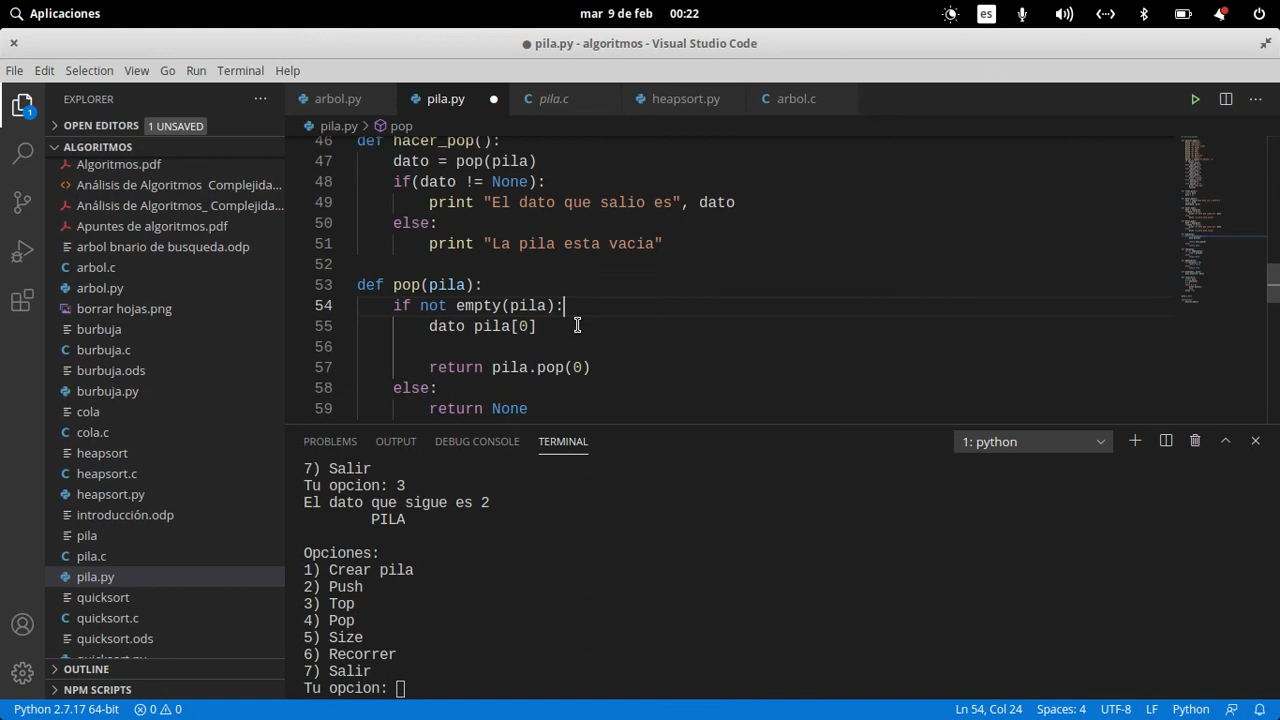 Aplicaciones
mar 9 de feb 00:22
es
● pila.py - algoritmos - Visual Studio Code
File Edit Selection View Go Run Terminal Help
EXPLORER
OPEN EDITORS 1 UNSAVED
ALGORITMOS
Algoritmos.pdf
Análisis de Algoritmos Complejida...
Análisis de Algoritmos_ Complejida...
Apuntes de algoritmos.pdf
arbol bnario de busqueda.odp
arbol.c
arbol.py
borrar hojas.png
burbuja
burbuja.c
burbuja.ods
burbuja.py
cola
cola.c
heapsort
heapsort.c
heapsort.py
introducción.odp
pila
pila.c
pila.py
quicksort
quicksort.c
quicksort.ods
OUTLINE
NPM SCRIPTS
arbol.py pila.py pila.c heapsort.py arbol.c
pila.py > pop
46 def hacer_pop():
47 dato = pop(pila)
48 if(dato != None):
49 print "El dato que salio es", dato
50 else:
51 print "La pila esta vacia"
52
53 def pop(pila):
54 if not empty(pila):
55 dato pila[0]
56
57 return pila.pop(0)
58 else:
59 return None
PROBLEMS OUTPUT DEBUG CONSOLE TERMINAL 1: python
7) Salir
Tu opcion: 3
El dato que sigue es 2
PILA
Opciones:
1) Crear pila
2) Push
3) Top
4) Pop
5) Size
6) Recorrer
7) Salir
Tu opcion:
1
Python 2.7.17 64-bit 0 0 Ln 54, Col 24 Spaces: 4 UTF-8 LF Python